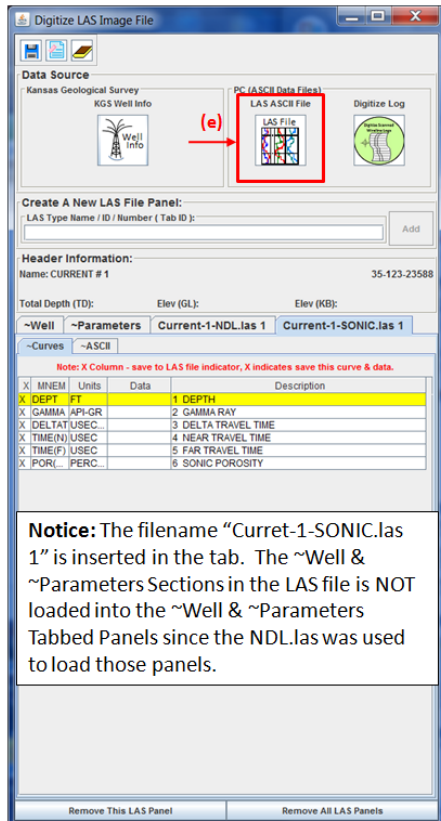 Digitize LAS Image File
Data Source
Kansas Geological Survey
KGS Well Info
Well
Info
(e)
PC (ASCII Data Files)
LAS ASCII File
LAS File
Digitize Log
Digitize Scanned
Create A New LAS File Panel:
LAS Type Name / ID / Number ( Tab ID ):
Add
Header Information:
Name: CURRENT # 1 35-123-23588
Total Depth (TD): Elev (GL): Elev (KB):
~Well ~Parameters Current-1-NDL.las 1 Current-1-SONIC.las 1
~Curves ~ASCII
Note: X Column - save to LAS file indicator, X indicates save this curve & data.
X MNEM Units Data Description
X DEPT FT 1 DEPTH
X GAMMA API-GR 2 GAMMA RAY
X DELTAT USEC... 3 DELTA TRAVEL TIME
X TIME(N) USEC 4 NEAR TRAVEL TIME
X TIME(F) USEC 5 FAR TRAVEL TIME
X POR(... PERC... 6 SONIC POROSITY
Notice: The filename “Curret-1-SONIC.las
1” is inserted in the tab. The ~Well &
~Parameters Sections in the LAS file is NOT
loaded into the ~Well & ~Parameters
Tabbed Panels since the NDL.las was used
to load those panels.
Remove This LAS Panel Remove All LAS Panels